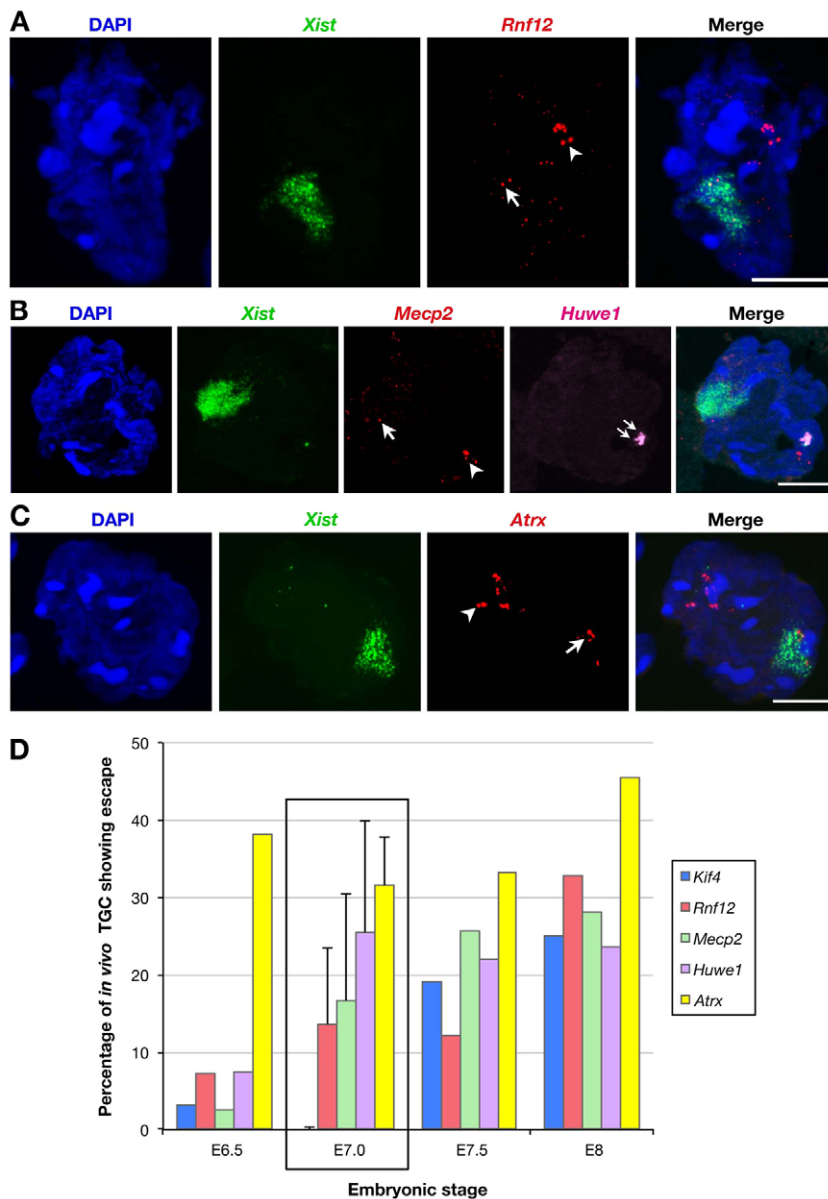 A
DAPI Xist Rnf12 Merge
B
DAPI Xist Mecp2 Huwe1 Merge
C
DAPI Xist Atrx Merge
D
Percentage of in vivo TGC showing escape
50
40
30
20
10
0
E6.5 E7.0 E7.5 E8
Embryonic stage
Kif4
Rnf12
Mecp2
Huwe1
Atrx